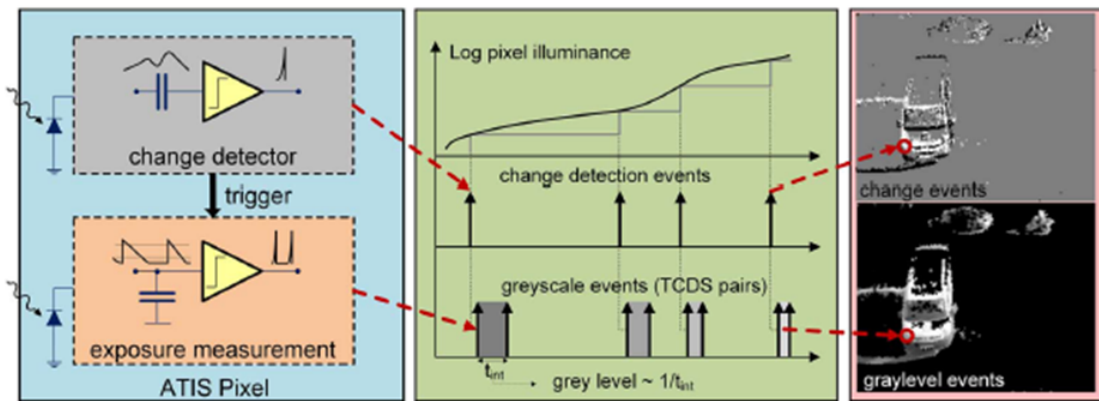 change detector
trigger
exposure measurement
ATIS Pixel
Log pixel illuminance
change detection events
greyscale events (TCDS pairs)
tint
grey level ~ 1/tint
change events
graylevel events